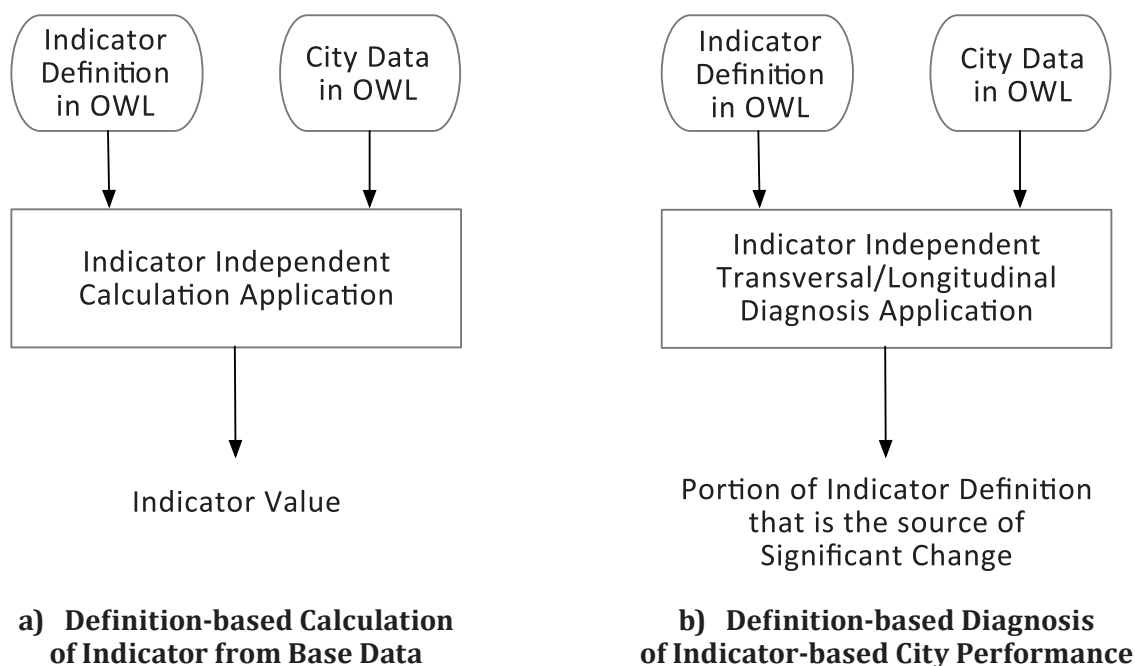 Indicator
Definition
in OWL
City Data
in OWL
Indicator Independent
Calculation Application
Indicator Value
a) Definition-based Calculation
of Indicator from Base Data
Indicator
Definition
in OWL
City Data
in OWL
Indicator Independent
Transversal/Longitudinal
Diagnosis Application
Portion of Indicator Definition
that is the source of
Significant Change
b) Definition-based Diagnosis
of Indicator-based City Performance